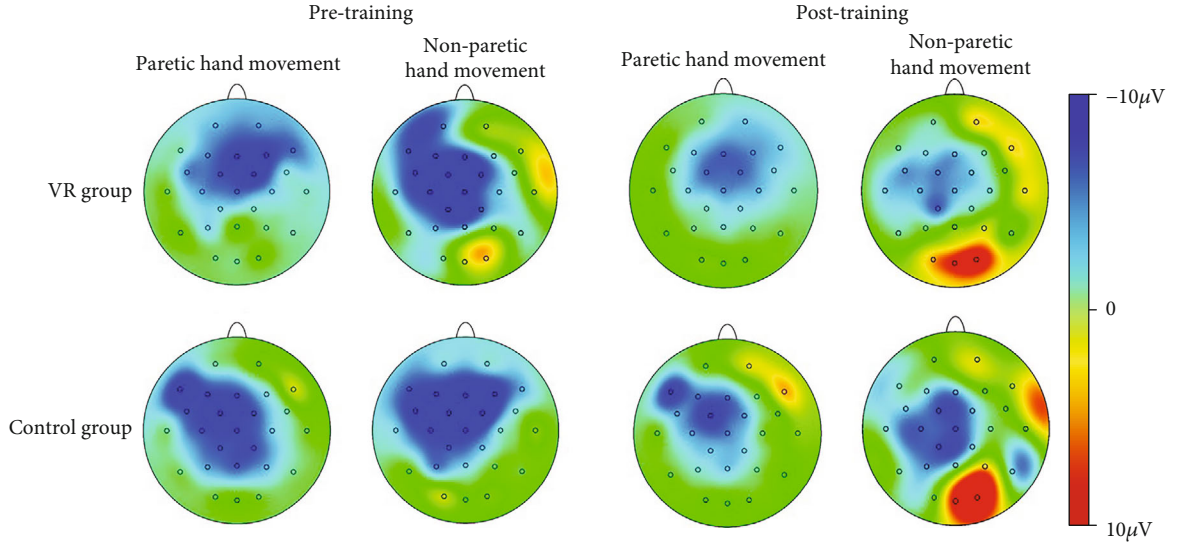 Pre-training
Post-training
Paretic hand movement
Non-paretic
hand movement
Paretic hand movement
Non-paretic
hand movement
−10μV
VR group
0
Control group
10μV